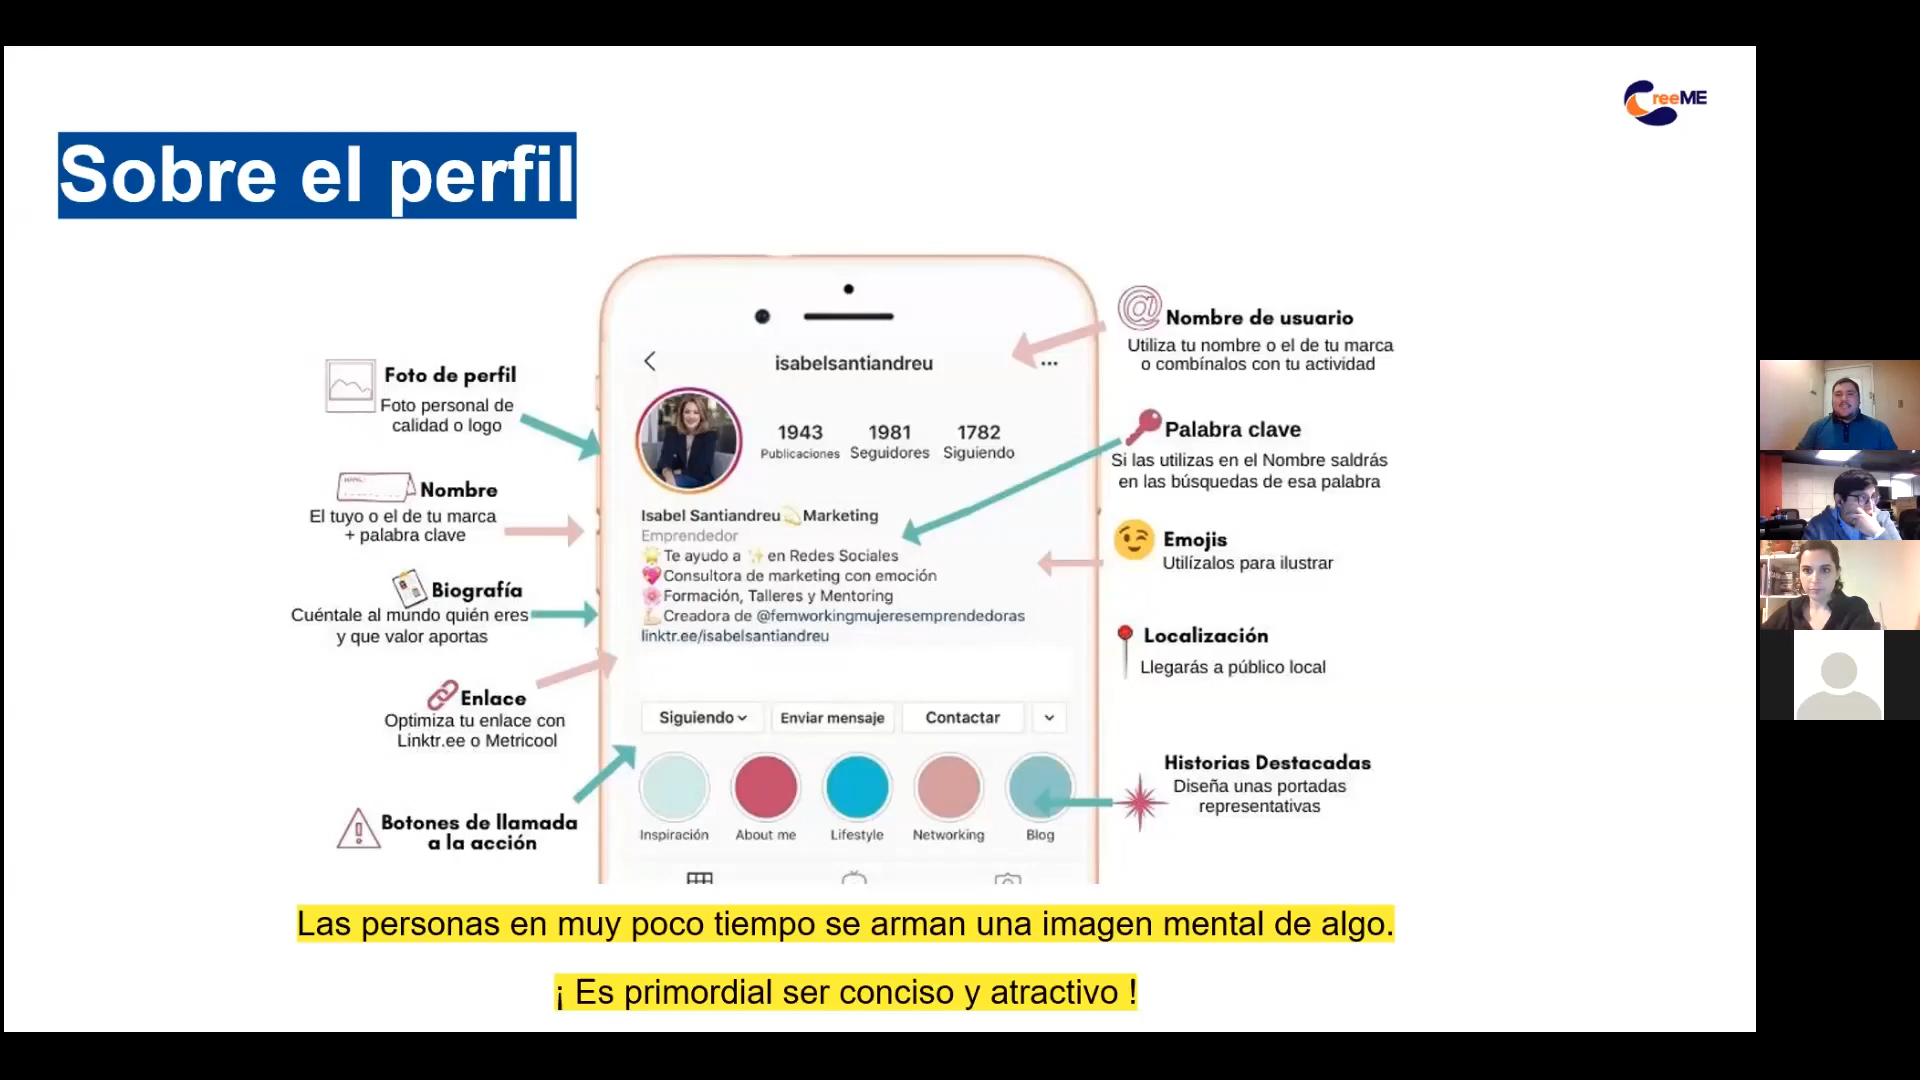 reeME
Sobre el perfil
Foto de perfil
Foto personal de
calidad o logo
Nombre
El tuyo o el de tu marca
+ palabra clave
Biografía
Cuéntale al mundo quién eres
y que valor aportas
Enlace
Optimiza tu enlace con
Linktr.ee o Metricool
Botones de llamada
a la acción
isabelsantiandreu
1943 1981 1782
Publicaciones Seguidores Siguiendo
Isabel Santiandreu💫Marketing
Emprendedor
🌟Te ayudo a ✨ en Redes Sociales
💖Consultora de marketing con emoción
🌸Formación, Talleres y Mentoring
💪🏻Creadora de @femworkingmujeresemprendedoras
linktr.ee/isabelsantiandreu
Siguiendo Enviar mensaje Contactar
Inspiración About me Lifestyle Networking Blog
@ Nombre de usuario
Utiliza tu nombre o el de tu marca
o combínalos con tu actividad
Palabra clave
Si las utilizas en el Nombre saldrás
en las búsquedas de esa palabra
Emojis
Utilízalos para ilustrar
Localización
Llegarás a público local
Historias Destacadas
Diseña unas portadas
representativas
Las personas en muy poco tiempo se arman una imagen mental de algo.
¡ Es primordial ser conciso y atractivo !